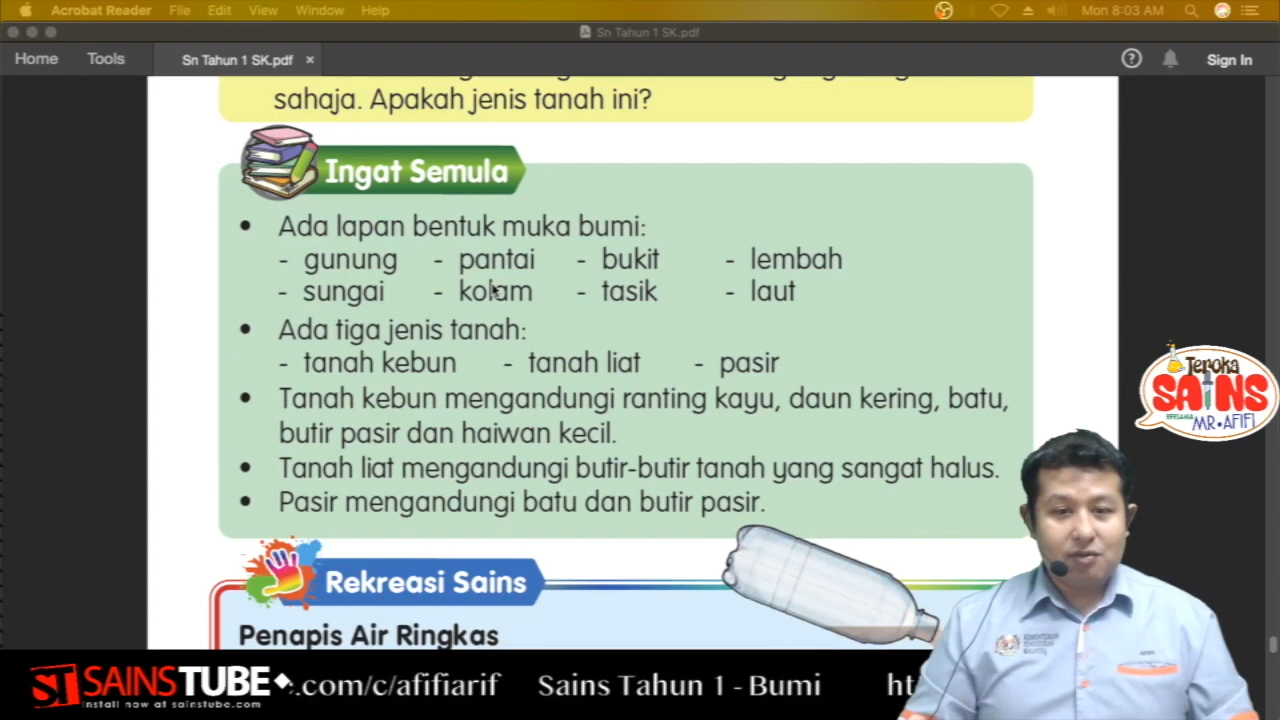 Acrobat Reader File Edit View Window Help Mon 8:03 AM
Sn Tahun 1 SK.pdf
Home Tools Sn Tahun 1 SK.pdf × ? Sign In
sahaja. Apakah jenis tanah ini?
Ingat Semula
• Ada lapan bentuk muka bumi:
- gunung - pantai - bukit - lembah
- sungai - kolam - tasik - laut
• Ada tiga jenis tanah:
- tanah kebun - tanah liat - pasir
• Tanah kebun mengandungi ranting kayu, daun kering, batu,
butir pasir dan haiwan kecil.
• Tanah liat mengandungi butir-butir tanah yang sangat halus.
• Pasir mengandungi batu dan butir pasir.
Teroka
SAINS
BERSAMA
MR•AFIFI
Rekreasi Sains
Penapis Air Ringkas
KEMENTERIAN
PENDIDIKAN
MALAYSIA
ST SAINSTUBE
Install now at sainstube.com
.com/c/afifiarif Sains Tahun 1 - Bumi